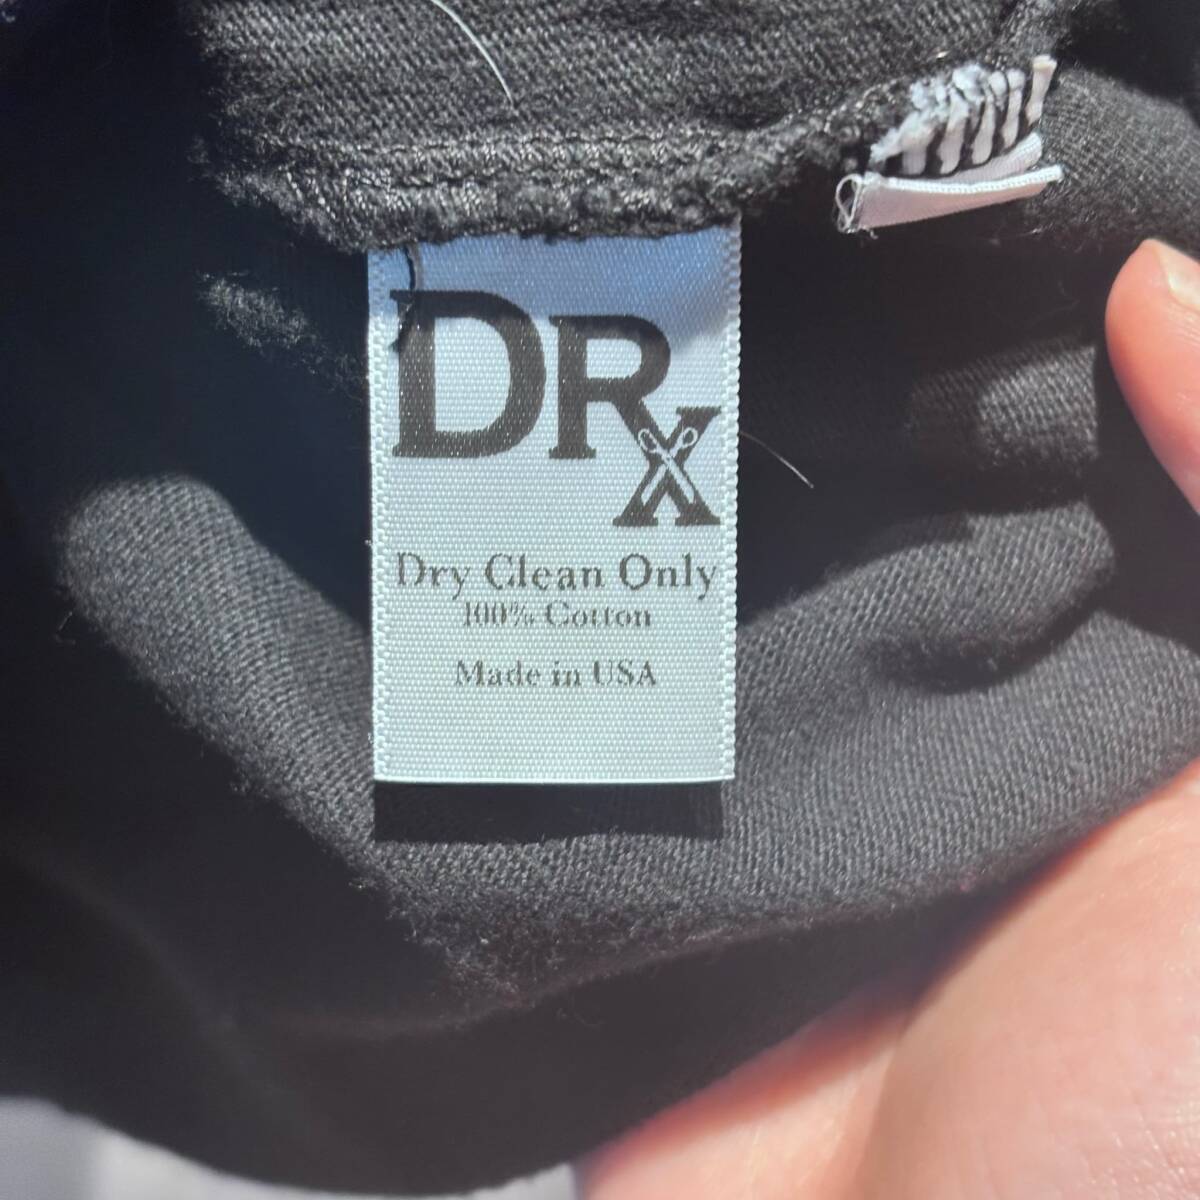 DRx
Dry Clean Only
100% Cotton
Made in USA